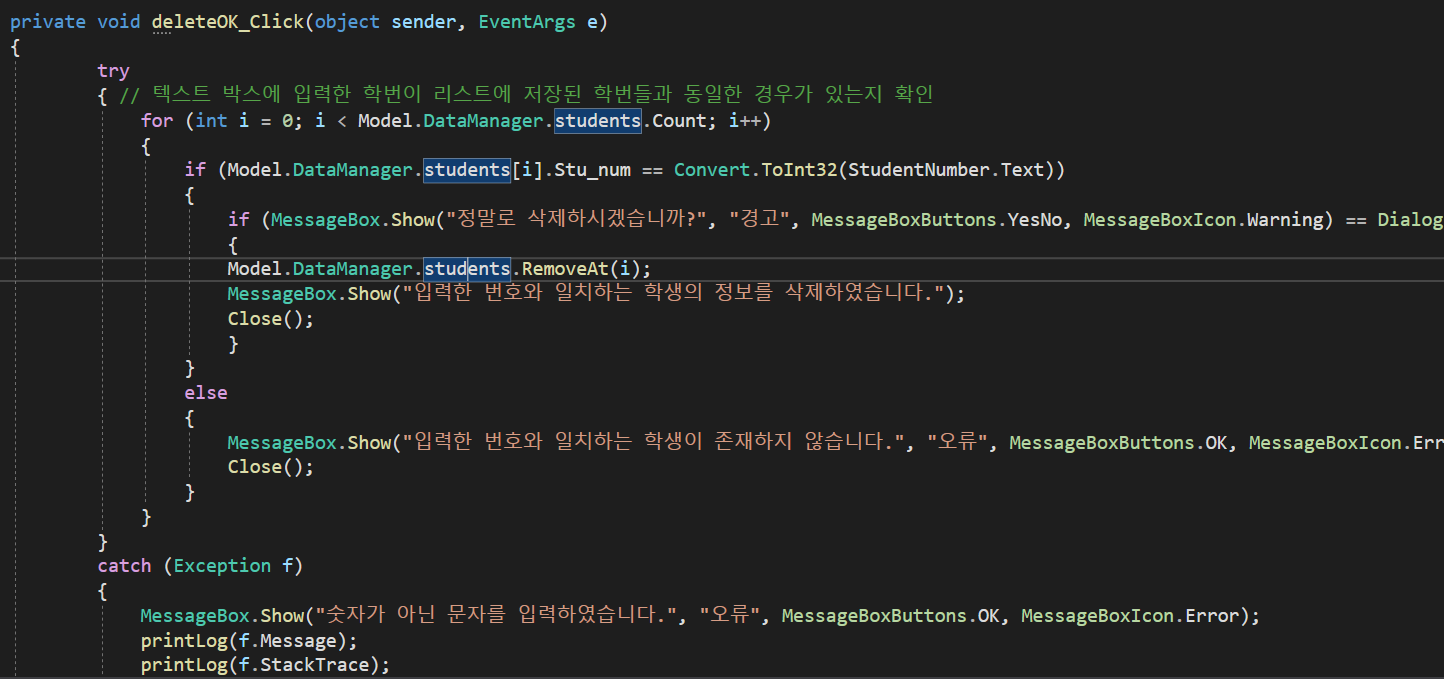 private void deleteOK_Click(object sender, EventArgs e)
{
try
{ // 텍스트 박스에 입력한 학번이 리스트에 저장된 학번들과 동일한 경우가 있는지 확인
for (int i = 0; i < Model.DataManager.students.Count; i++)
{
if (Model.DataManager.students[i].Stu_num == Convert.ToInt32(StudentNumber.Text))
{
if (MessageBox.Show("정말로 삭제하시겠습니까?", "경고", MessageBoxButtons.YesNo, MessageBoxIcon.Warning) == Dialog
{
Model.DataManager.students.RemoveAt(i);
MessageBox.Show("입력한 번호와 일치하는 학생의 정보를 삭제하였습니다.");
Close();
}
}
else
{
MessageBox.Show("입력한 번호와 일치하는 학생이 존재하지 않습니다.", "오류", MessageBoxButtons.OK, MessageBoxIcon.Err
Close();
}
}
}
catch (Exception f)
{
MessageBox.Show("숫자가 아닌 문자를 입력하였습니다.", "오류", MessageBoxButtons.OK, MessageBoxIcon.Error);
printLog(f.Message);
printLog(f.StackTrace);